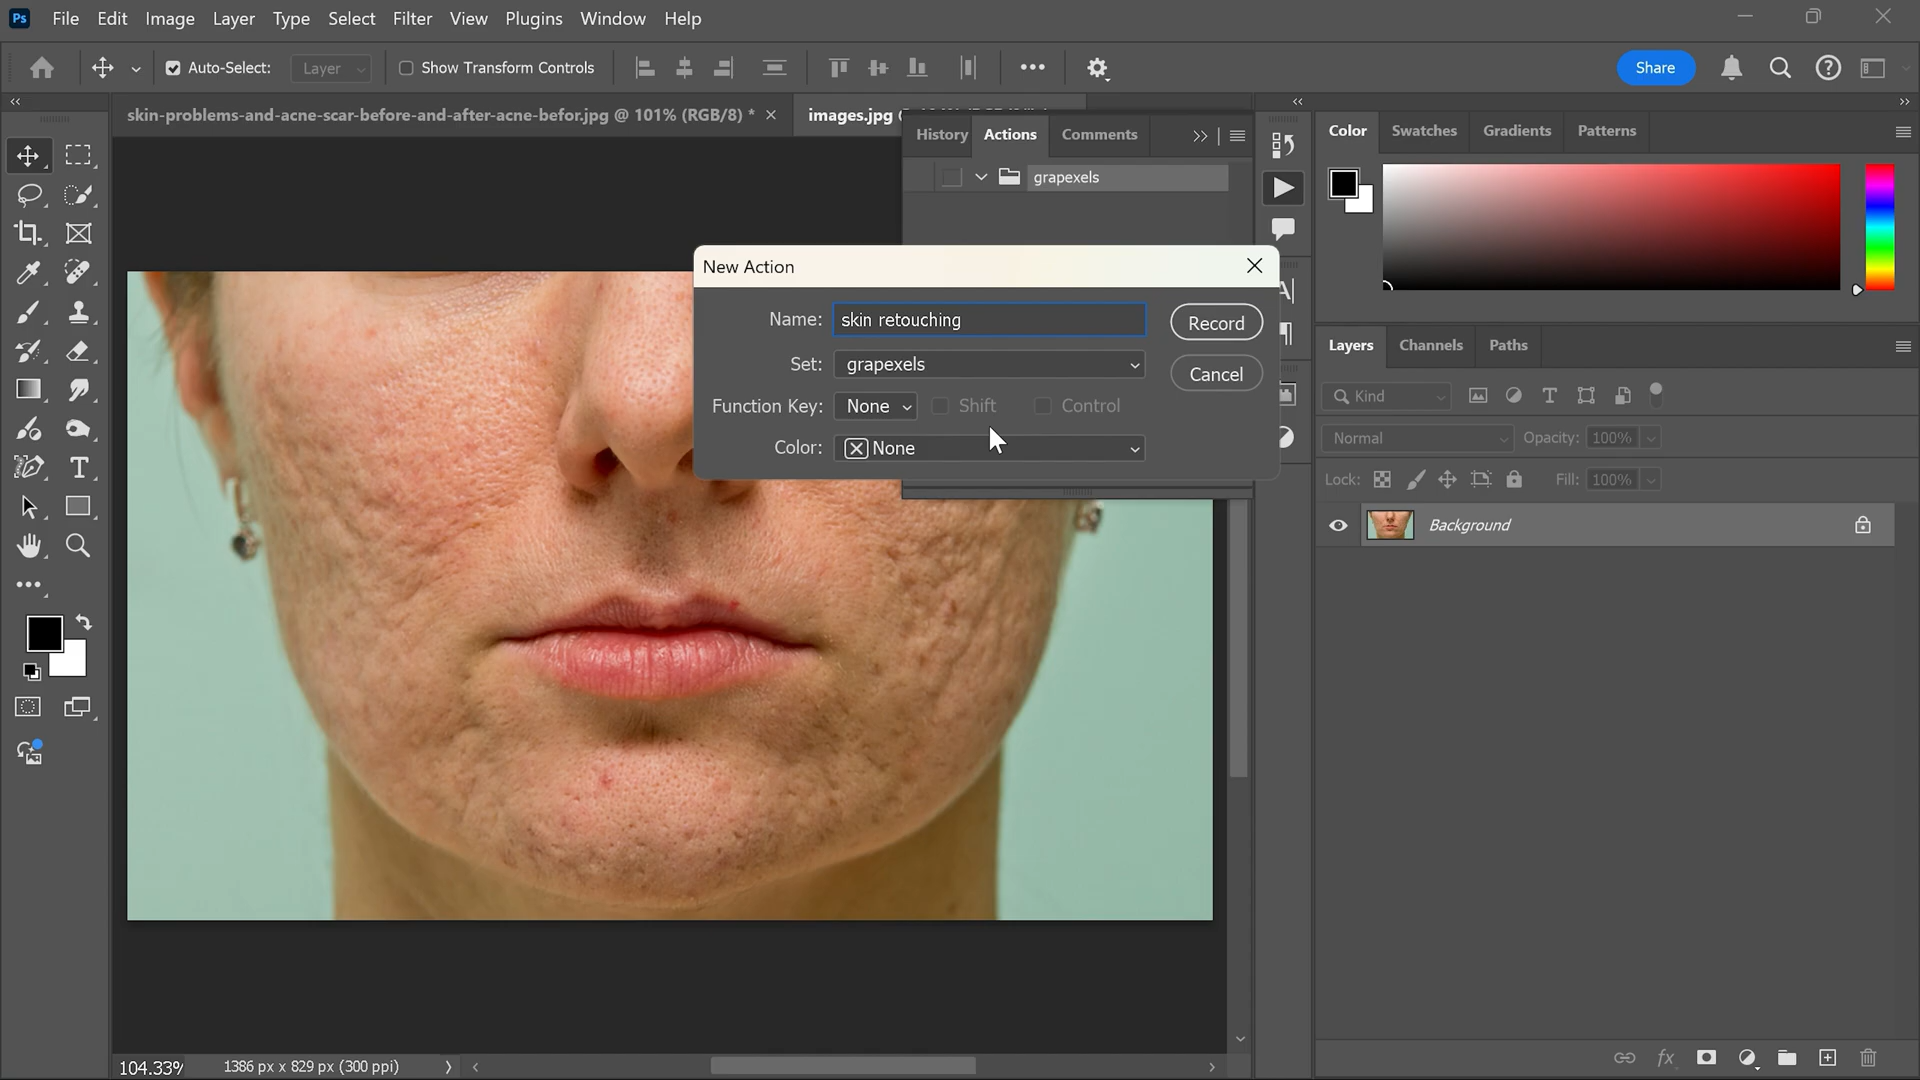 Ps File Edit Image Layer Type Select Filter View Plugins Window Help
Auto-Select: Layer Show Transform Controls Share
skin-problems-and-acne-scar-before-and-after-acne-befor.jpg @ 101% (RGB/8) * images.jpg
History Actions Comments
grapexels
New Action
Name: skin retouching Record
Set: grapexels Cancel
Function Key: None Shift Control
Color: None
Color Swatches Gradients Patterns
Layers Channels Paths
Kind
Normal Opacity: 100%
Lock: Fill: 100%
Background
fx
104.33% 1386 px x 829 px (300 ppi)